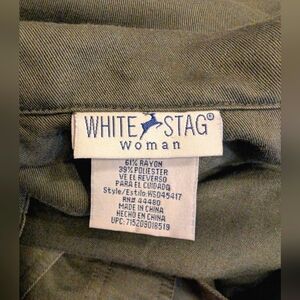 WHITE STAG®
Woman
61% RAYON
39% POLIESTER
VE EL REVERSO
PARA EL CUIDADO
Style/Estilo:WS045417
RN# 44480
MADE IN CHINA
HECHO EN CHINA
UPC: 715209018519